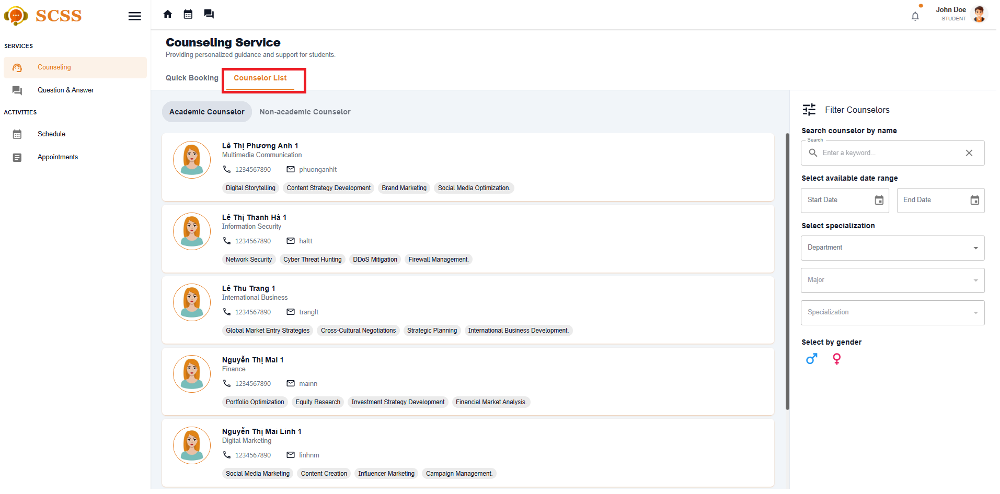 SCSS
SERVICES
Counseling
Question & Answer
ACTIVITIES
Schedule
Appointments
John Doe
STUDENT
Counseling Service
Providing personalized guidance and support for students.
Quick Booking
Counselor List
Academic Counselor
Non-academic Counselor
Lê Thị Phương Anh 1
Multimedia Communication
1234567890
phuonganhlt
Digital Storytelling
Content Strategy Development
Brand Marketing
Social Media Optimization.
Lê Thị Thanh Hà 1
Information Security
1234567890
haltt
Network Security
Cyber Threat Hunting
DDoS Mitigation
Firewall Management.
Lê Thu Trang 1
International Business
1234567890
tranglt
Global Market Entry Strategies
Cross-Cultural Negotiations
Strategic Planning
International Business Development.
Nguyễn Thị Mai 1
Finance
1234567890
mainn
Portfolio Optimization
Equity Research
Investment Strategy Development
Financial Market Analysis.
Nguyễn Thị Mai Linh 1
Digital Marketing
1234567890
linhnm
Social Media Marketing
Content Creation
Influencer Marketing
Campaign Management.
Filter Counselors
Search counselor by name
Search
Enter a keyword...
Select available date range
Start Date
End Date
Select specialization
Department
Major
Specialization
Select by gender